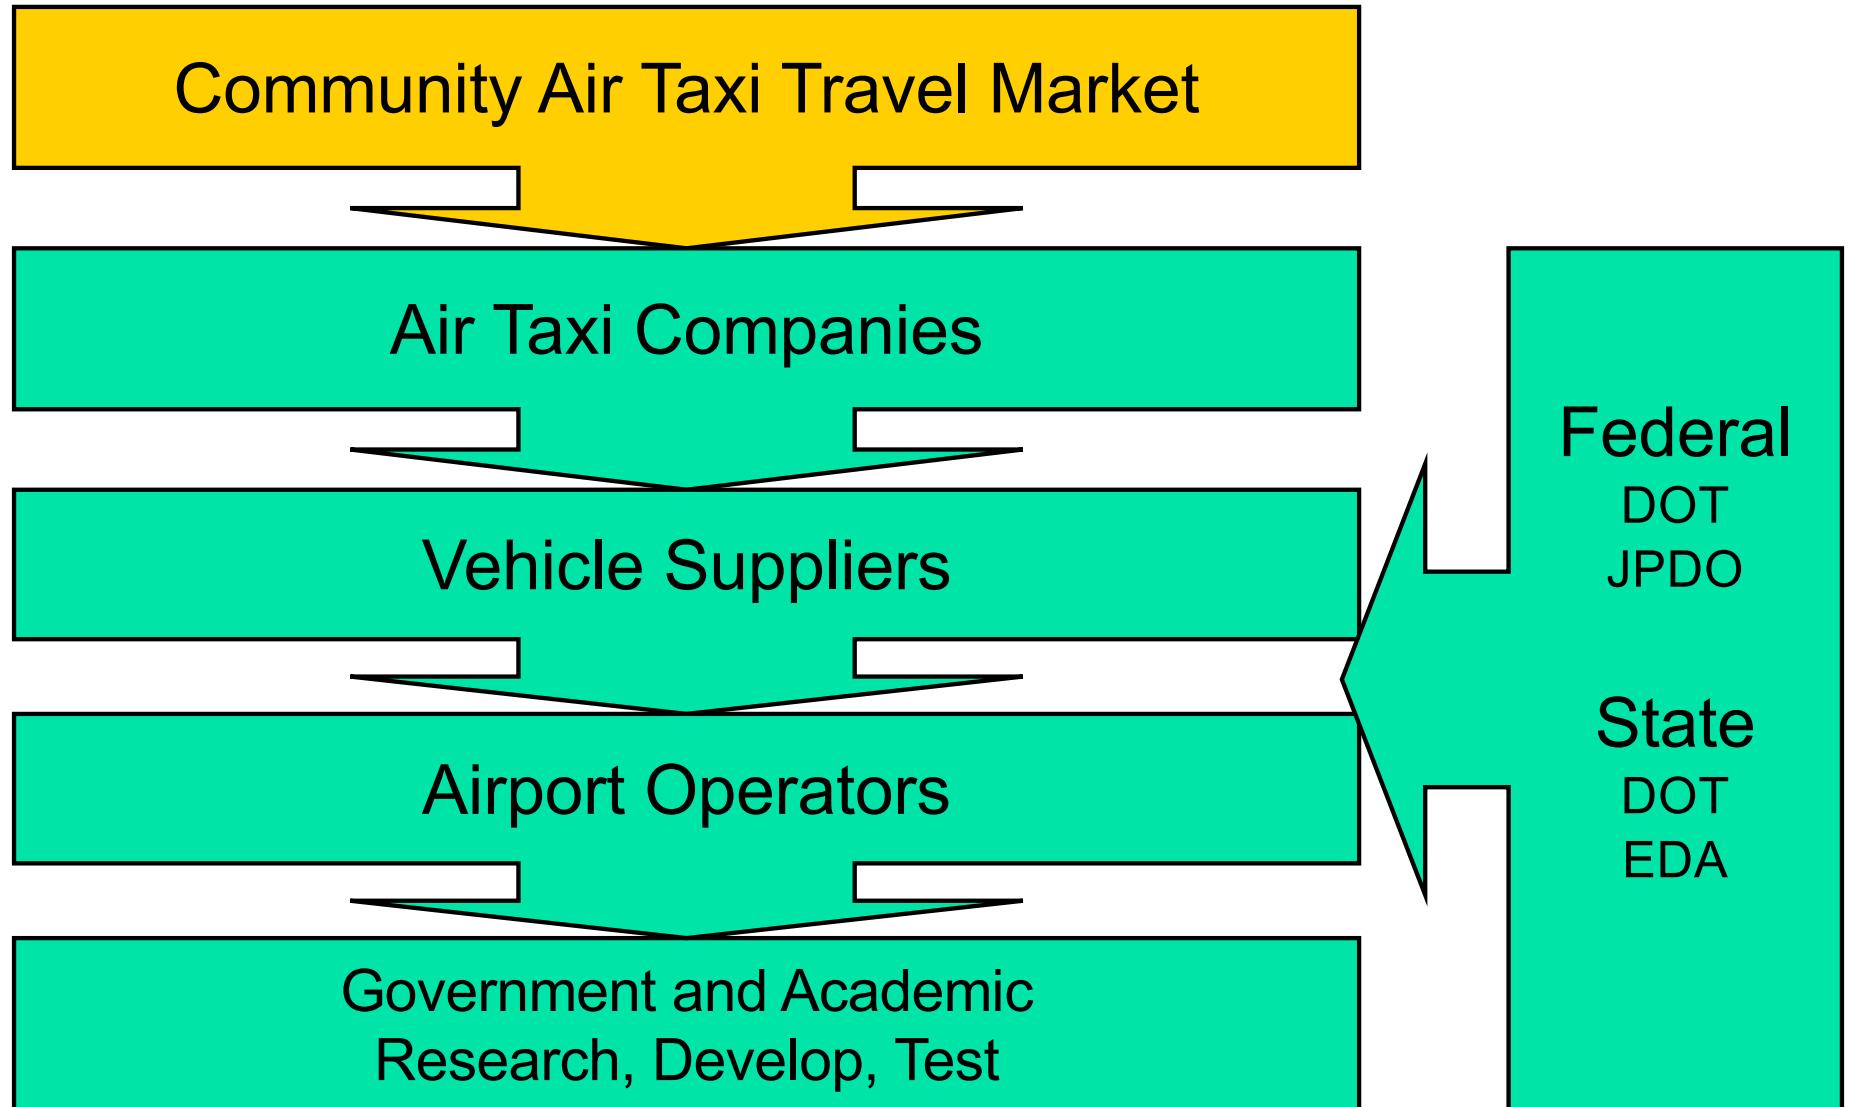 Community Air Taxi Travel Market
Air Taxi Companies
Vehicle Suppliers
Airport Operators
Government and Academic
Research, Develop, Test
Federal
DOT
JPDO
State
DOT
EDA